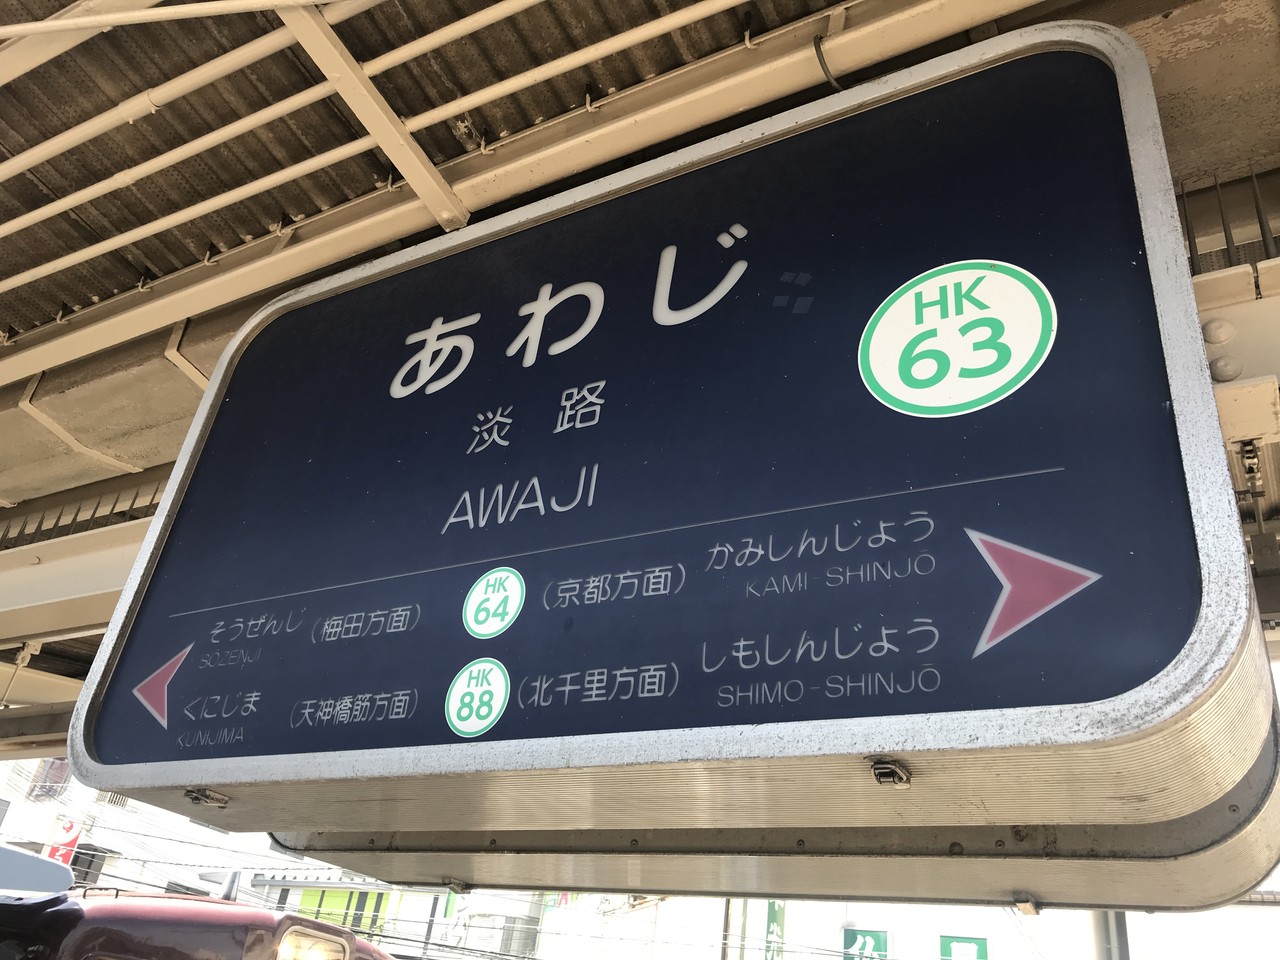 あわじ
HK
63
淡路
AWAJI
そうぜんじ (梅田方面)
SŌZENJI
HK
64
(京都方面) かみしんじょう
KAMI-SHINJŌ
くにじま (天神橋筋方面)
KUNIJIMA
HK
88
(北千里方面) しもしんじょう
SHIMO-SHINJŌ